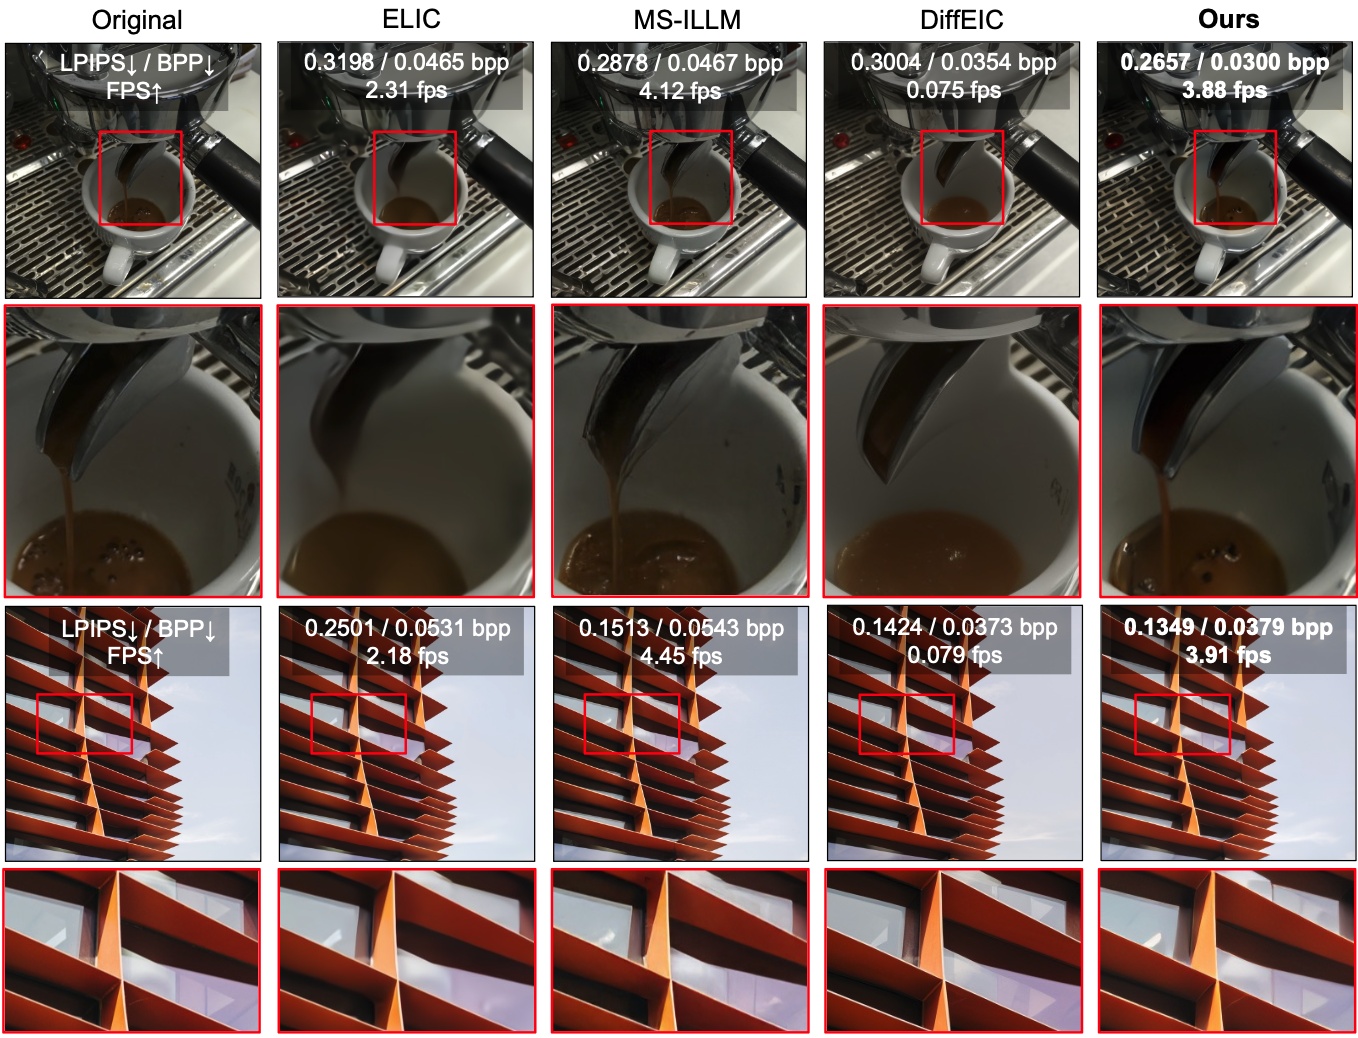 Original
ELIC
MS-ILLM
DiffEIC
Ours
LPIPS↓ / BPP↓
FPS↑
0.3198 / 0.0465 bpp
2.31 fps
0.2878 / 0.0467 bpp
4.12 fps
0.3004 / 0.0354 bpp
0.075 fps
0.2657 / 0.0300 bpp
3.88 fps
LPIPS↓ / BPP↓
FPS↑
0.2501 / 0.0531 bpp
2.18 fps
0.1513 / 0.0543 bpp
4.45 fps
0.1424 / 0.0373 bpp
0.079 fps
0.1349 / 0.0379 bpp
3.91 fps